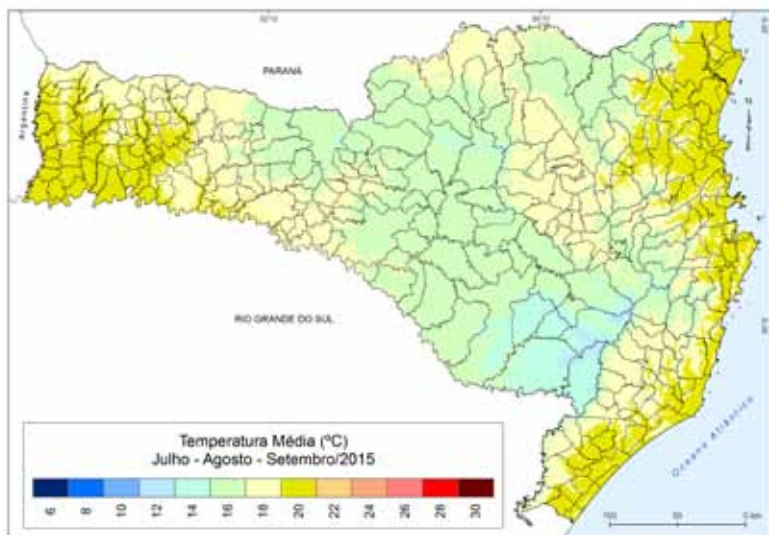 PARANÁ
Argentina
RIO GRANDE DO SUL
Oceano Atlântico
Temperatura Média (ºC)
Julho - Agosto - Setembro/2015
6 8 10 12 14 16 18 20 22 24 26 28 30
100 50 0 km